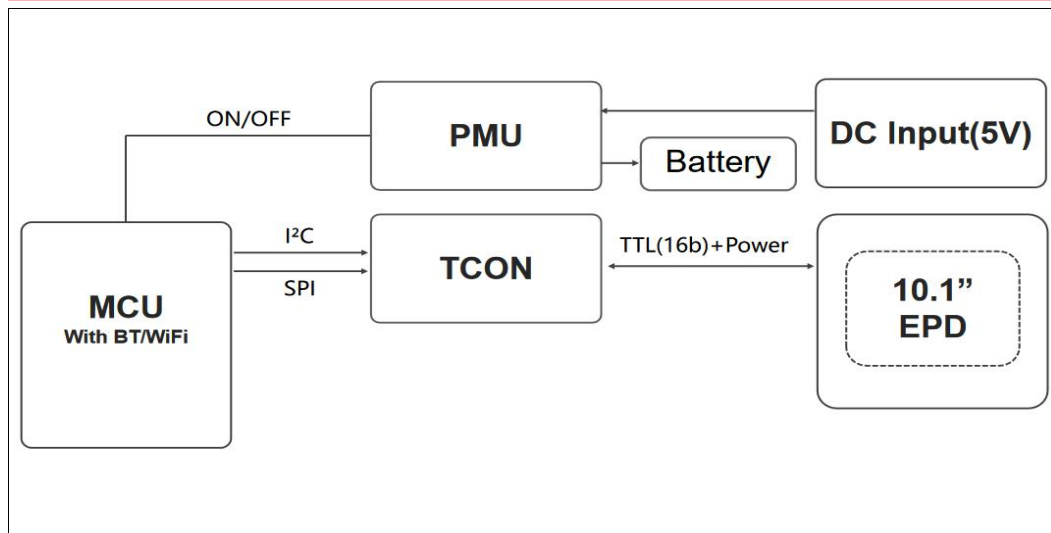 ON/OFF
PMU
DC Input(5V)
Battery
I²C
SPI
TCON
TTL(16b)+Power
MCU
With BT/WiFi
10.1”
EPD